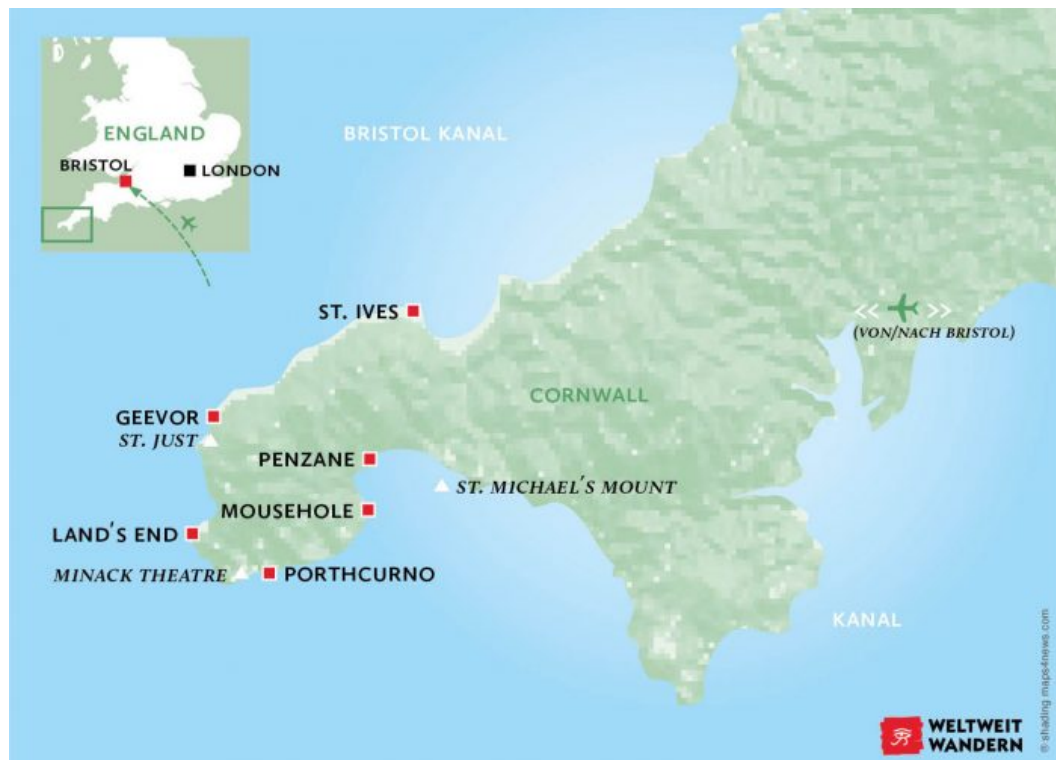 ENGLAND
BRISTOL
LONDON
BRISTOL KANAL
ST. IVES
<< >>
(VON/NACH BRISTOL)
CORNWALL
GEEVOR
ST. JUST
PENZANE
ST. MICHAEL'S MOUNT
MOUSEHOLE
LAND'S END
MINACK THEATRE
PORTHCURNO
KANAL
© shading maps4news.com
WELTWEIT
WANDERN